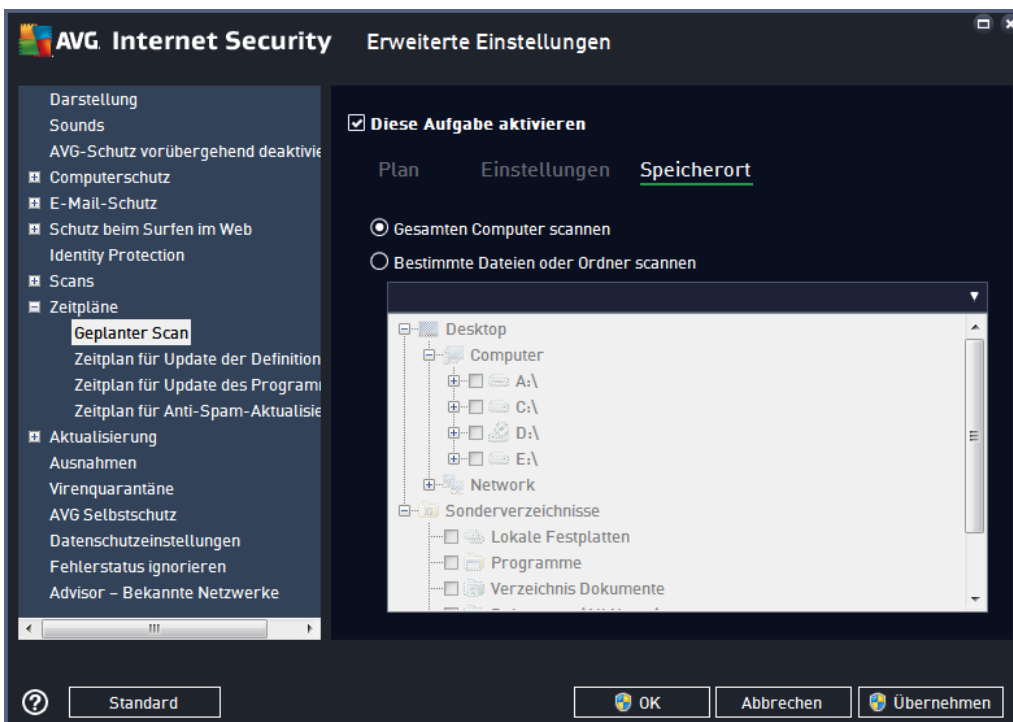 AVG. Internet Security Erweiterte Einstellungen
Darstellung
Sounds
AVG-Schutz vorübergehend deaktivie
Computerschutz
E-Mail-Schutz
Schutz beim Surfen im Web
Identity Protection
Scans
Zeitpläne
Geplanter Scan
Zeitplan für Update der Definition
Zeitplan für Update des Program
Zeitplan für Anti-Spam-Aktualisie
Aktualisierung
Ausnahmen
Virenquarantäne
AVG Selbstschutz
Datenschutzeinstellungen
Fehlerstatus ignorieren
Advisor – Bekannte Netzwerke
Diese Aufgabe aktivieren
Plan Einstellungen Speicherort
Gesamten Computer scannen
Bestimmte Dateien oder Ordner scannen
Desktop
Computer
A:\
C:\
D:\
E:\
Network
Sonderverzeichnisse
Lokale Festplatten
Programme
Verzeichnis Dokumente
? Standard OK Abbrechen Übernehmen